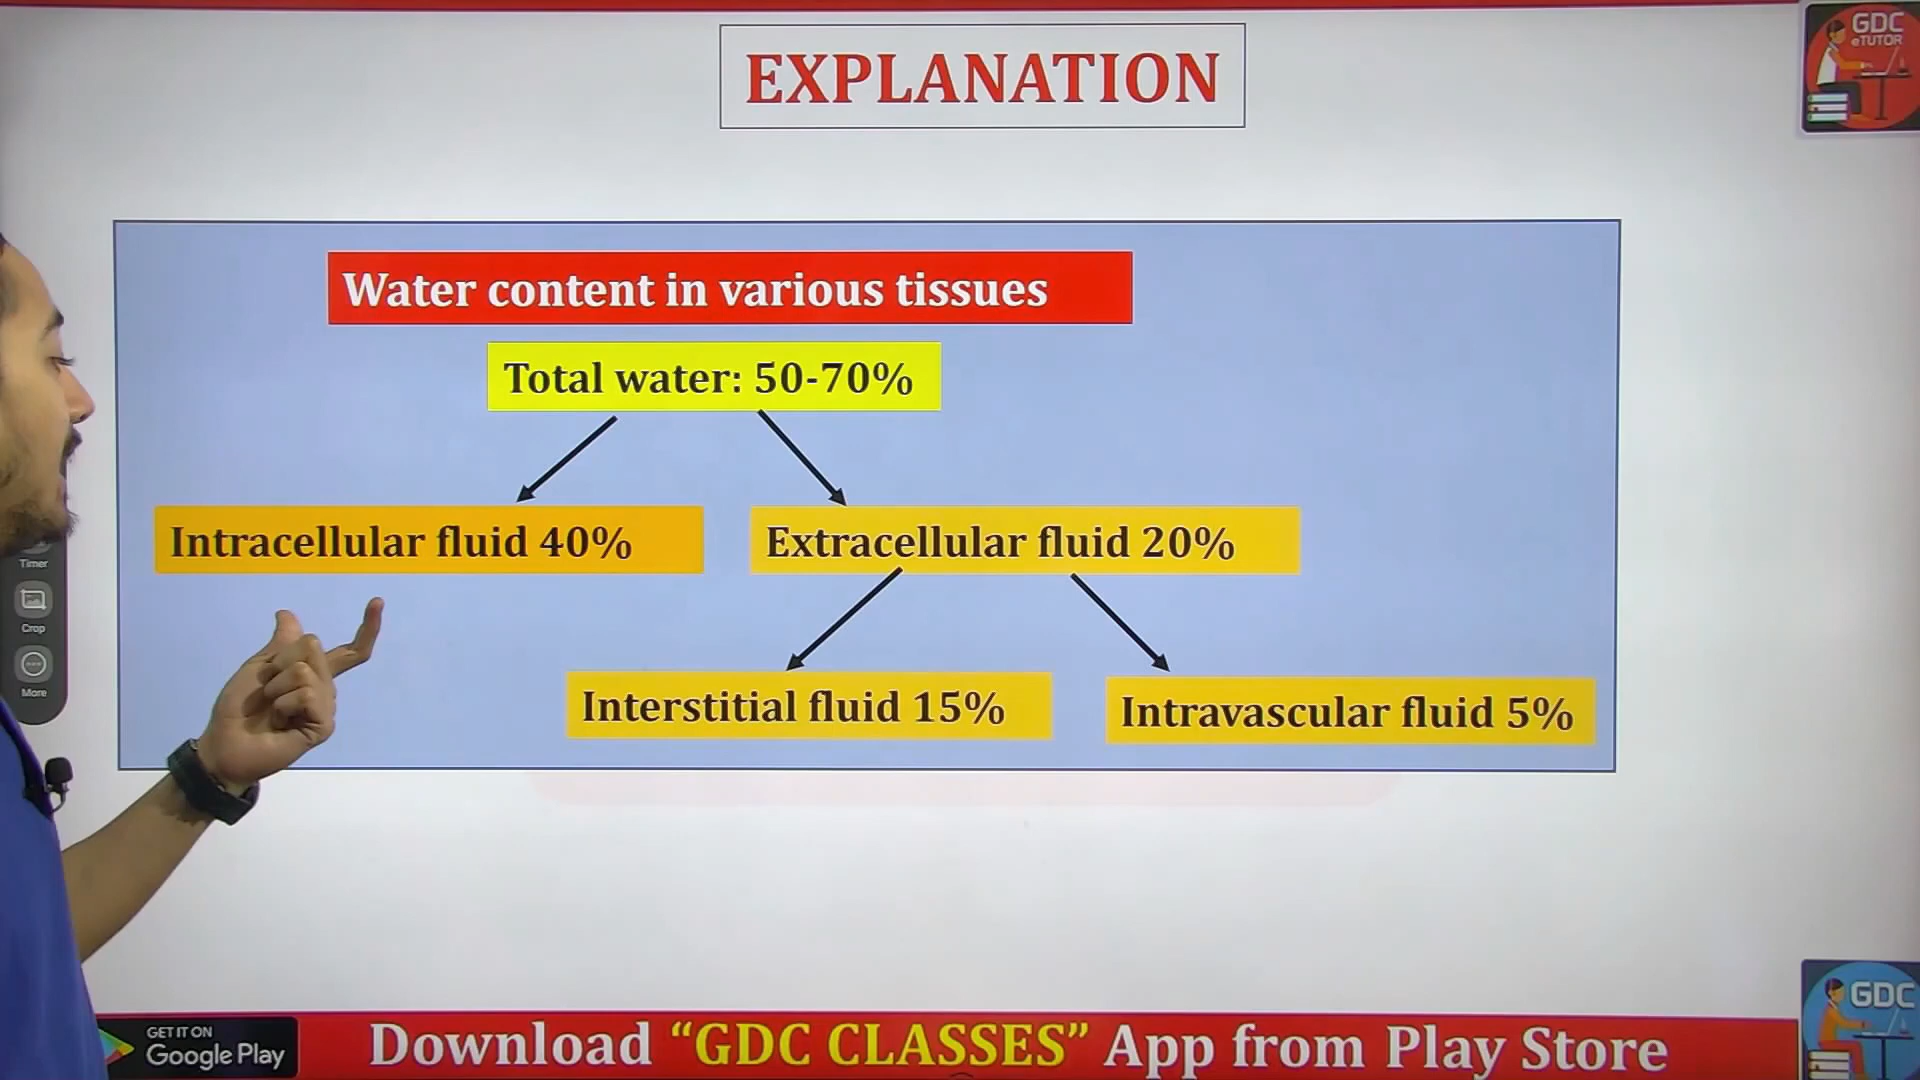 EXPLANATION
GDC
eTUTOR
Water content in various tissues
Total water: 50-70%
Intracellular fluid 40%
Extracellular fluid 20%
Timer
Crop
More
Interstitial fluid 15%
Intravascular fluid 5%
GET IT ON
Google Play
Download “GDC CLASSES” App from Play Store
GDC